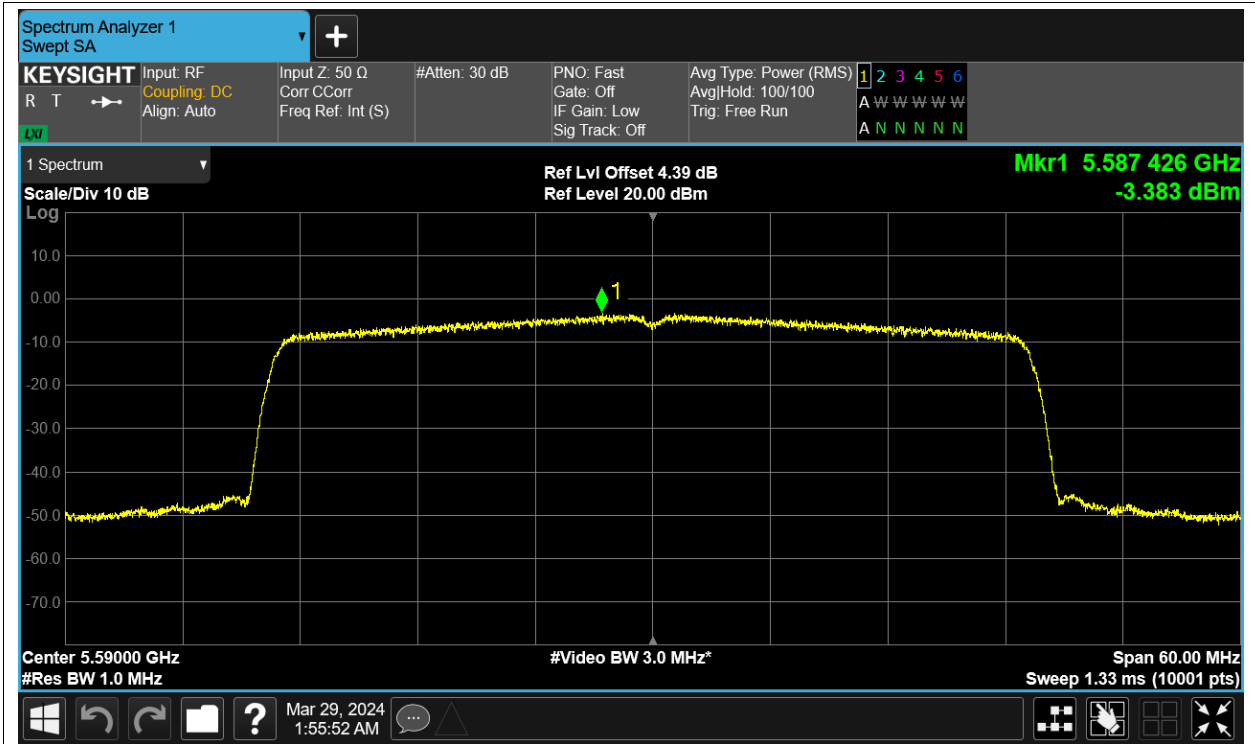 Spectrum Analyzer 1
Swept SA
KEYSIGHT
R T
LXI
Input: RF
Coupling: DC
Align: Auto
Input Z: 50 Ω
Corr CCorr
Freq Ref: Int (S)
#Atten: 30 dB
PNO: Fast
Gate: Off
IF Gain: Low
Sig Track: Off
Avg Type: Power (RMS)
Avg|Hold: 100/100
Trig: Free Run
1 2 3 4 5 6
A W W W W W
A N N N N N
1 Spectrum
Scale/Div 10 dB
Log
Ref Lvl Offset 4.39 dB
Ref Level 20.00 dBm
Mkr1 5.587 426 GHz
-3.383 dBm
10.0
0.00
-10.0
-20.0
-30.0
-40.0
-50.0
-60.0
-70.0
1
Center 5.59000 GHz
#Res BW 1.0 MHz
#Video BW 3.0 MHz*
Span 60.00 MHz
Sweep 1.33 ms (10001 pts)
?
Mar 29, 2024
1:55:52 AM